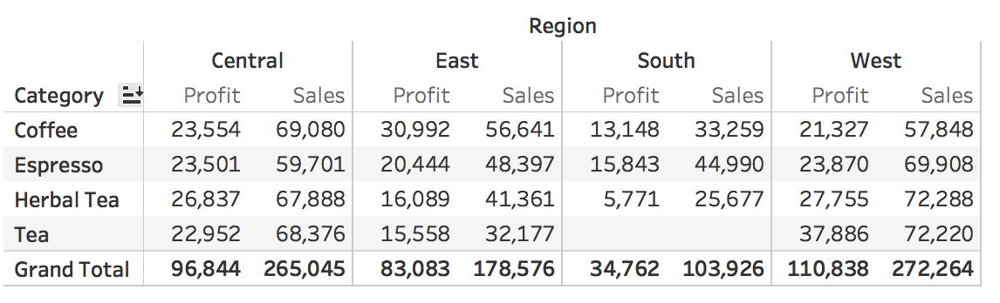 Region
Central East South West
Category Profit Sales Profit Sales Profit Sales Profit Sales
Coffee 23,554 69,080 30,992 56,641 13,148 33,259 21,327 57,848
Espresso 23,501 59,701 20,444 48,397 15,843 44,990 23,870 69,908
Herbal Tea 26,837 67,888 16,089 41,361 5,771 25,677 27,755 72,288
Tea 22,952 68,376 15,558 32,177 37,886 72,220
Grand Total 96,844 265,045 83,083 178,576 34,762 103,926 110,838 272,264